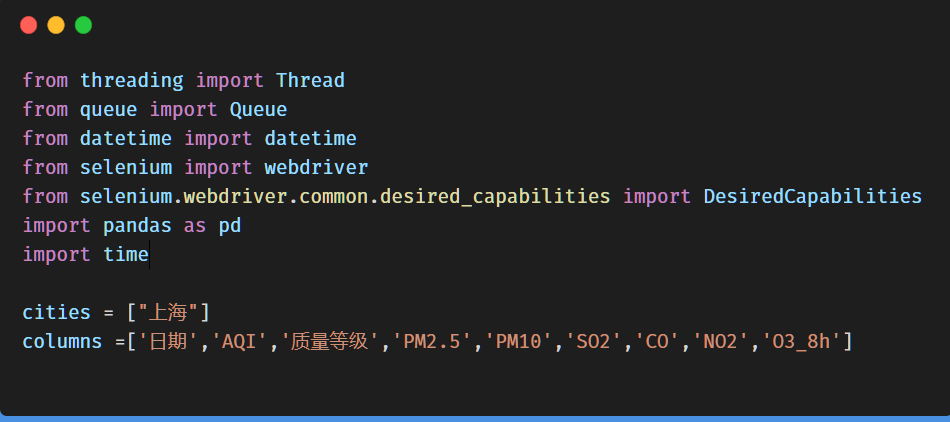 from threading import Thread
from queue import Queue
from datetime import datetime
from selenium import webdriver
from selenium.webdriver.common.desired_capabilities import DesiredCapabilities
import pandas as pd
import time
cities = ["上海"]
columns =['日期','AQI','质量等级','PM2.5','PM10','SO2','CO','NO2','O3_8h']